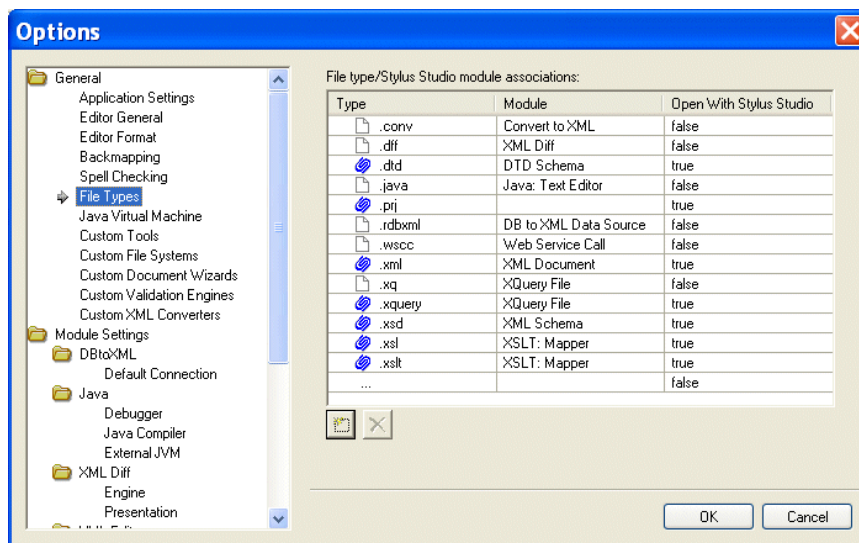 Options
General
Application Settings
Editor General
Editor Format
Backmapping
Spell Checking
File Types
Java Virtual Machine
Custom Tools
Custom File Systems
Custom Document Wizards
Custom Validation Engines
Custom XML Converters
Module Settings
DBtoXML
Default Connection
Java
Debugger
Java Compiler
External JVM
XML Diff
Engine
Presentation
File type/Stylus Studio module associations:
Type Module Open With Stylus Studio
.conv Convert to XML false
.dff XML Diff false
.dtd DTD Schema true
.java Java: Text Editor false
.prj true
.rdbxml DB to XML Data Source false
.wscc Web Service Call false
.xml XML Document true
.xq XQuery File false
.xquery XQuery File true
.xsd XML Schema true
.xsl XSLT: Mapper true
.xslt XSLT: Mapper true
... false
OK Cancel